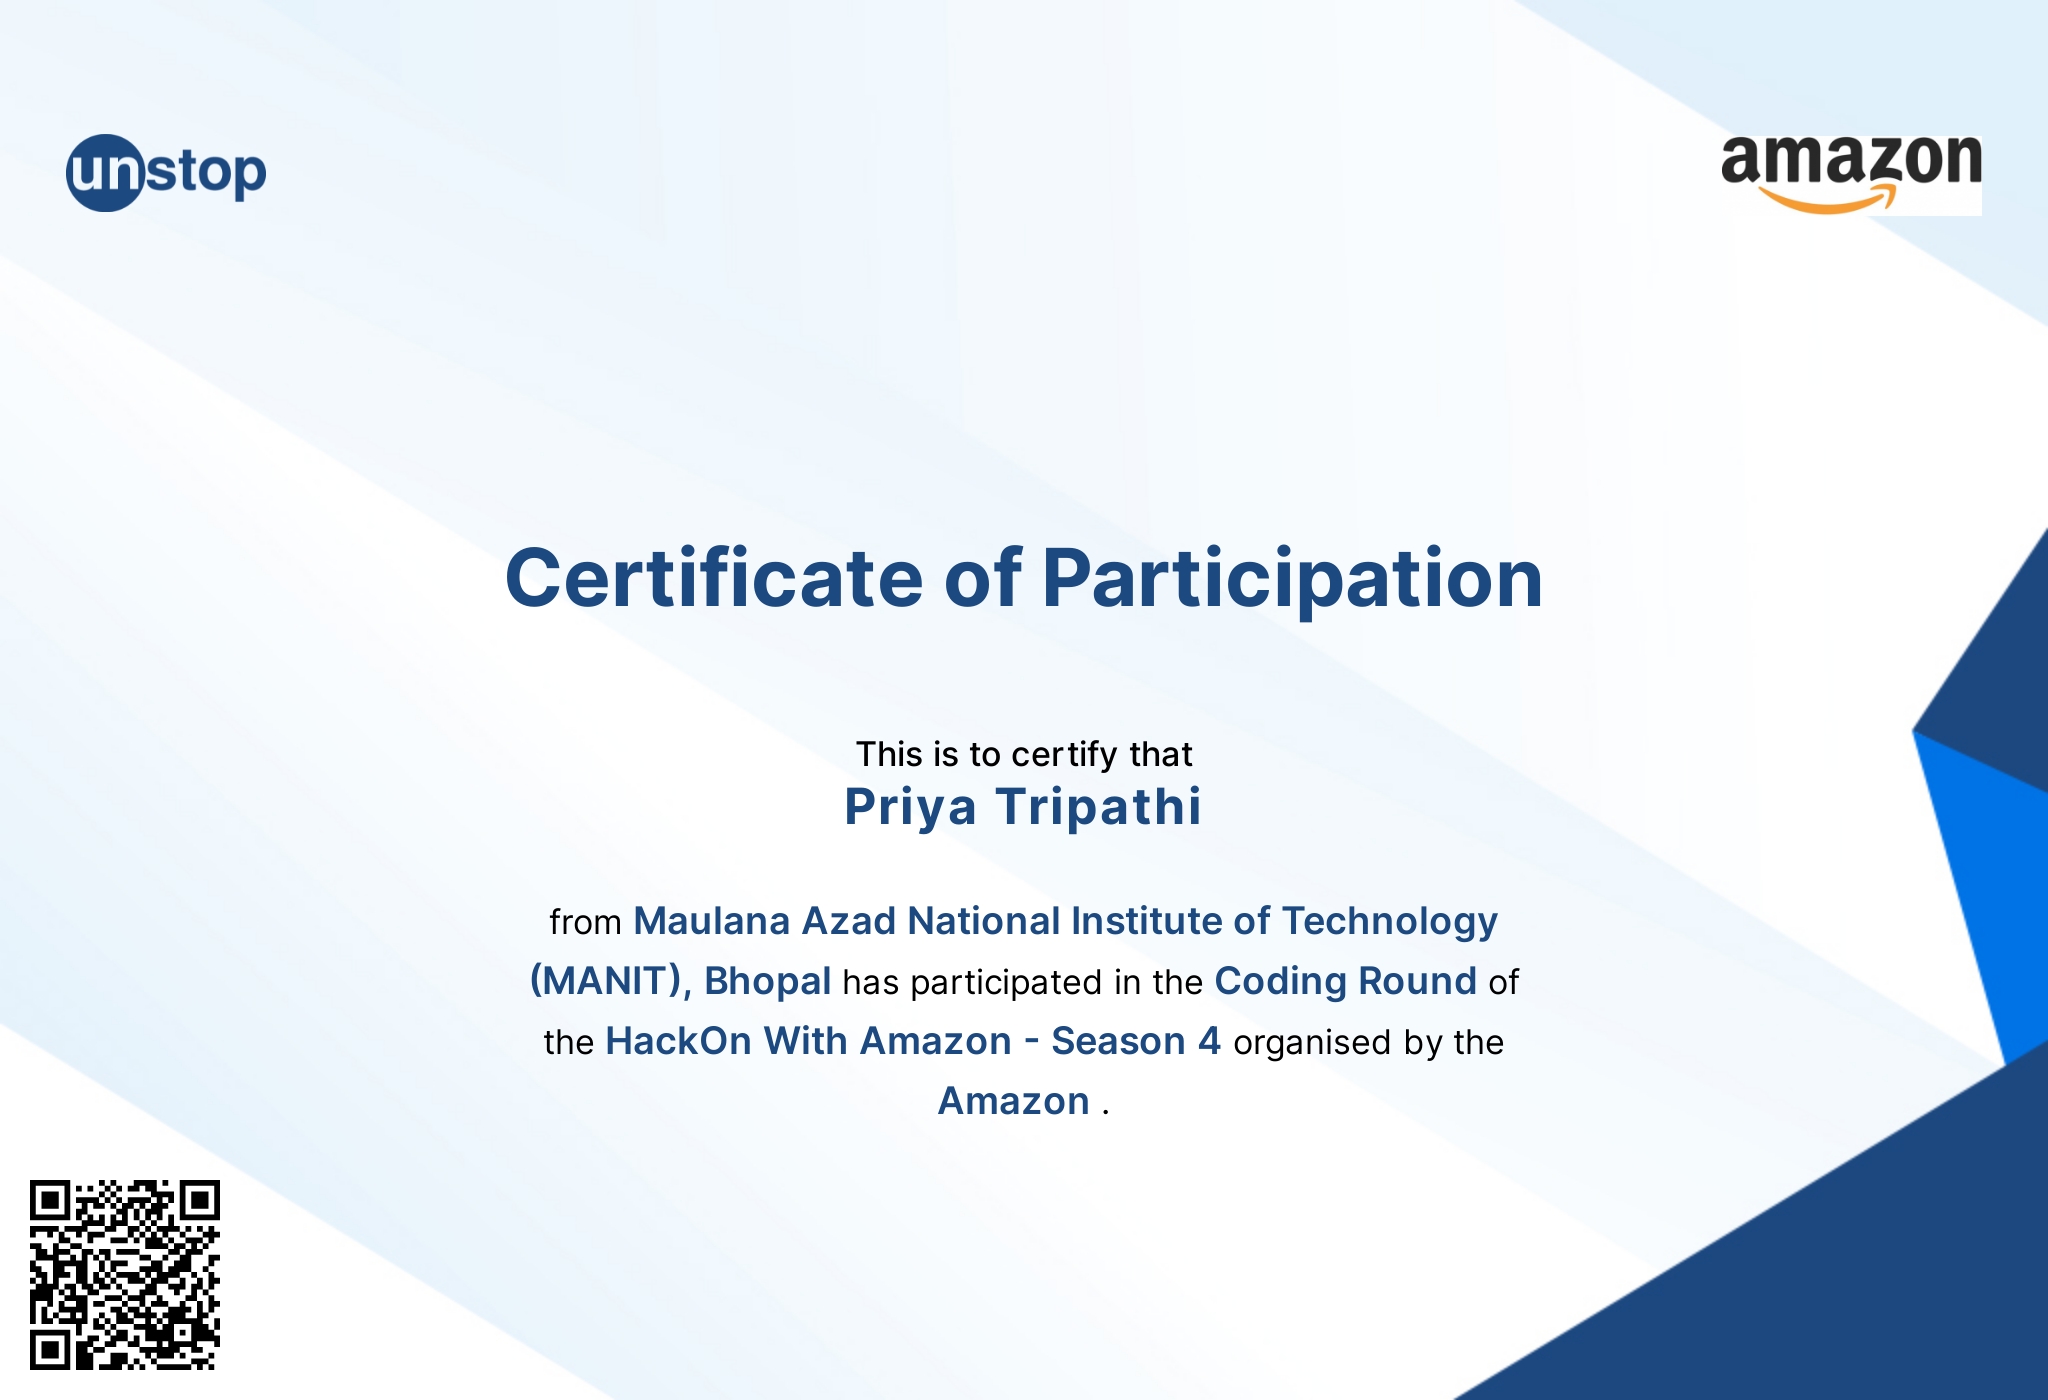 unstop
amazon
Certificate of Participation
This is to certify that
Priya Tripathi
from Maulana Azad National Institute of Technology
(MANIT), Bhopal has participated in the Coding Round of
the HackOn With Amazon - Season 4 organised by the
Amazon .